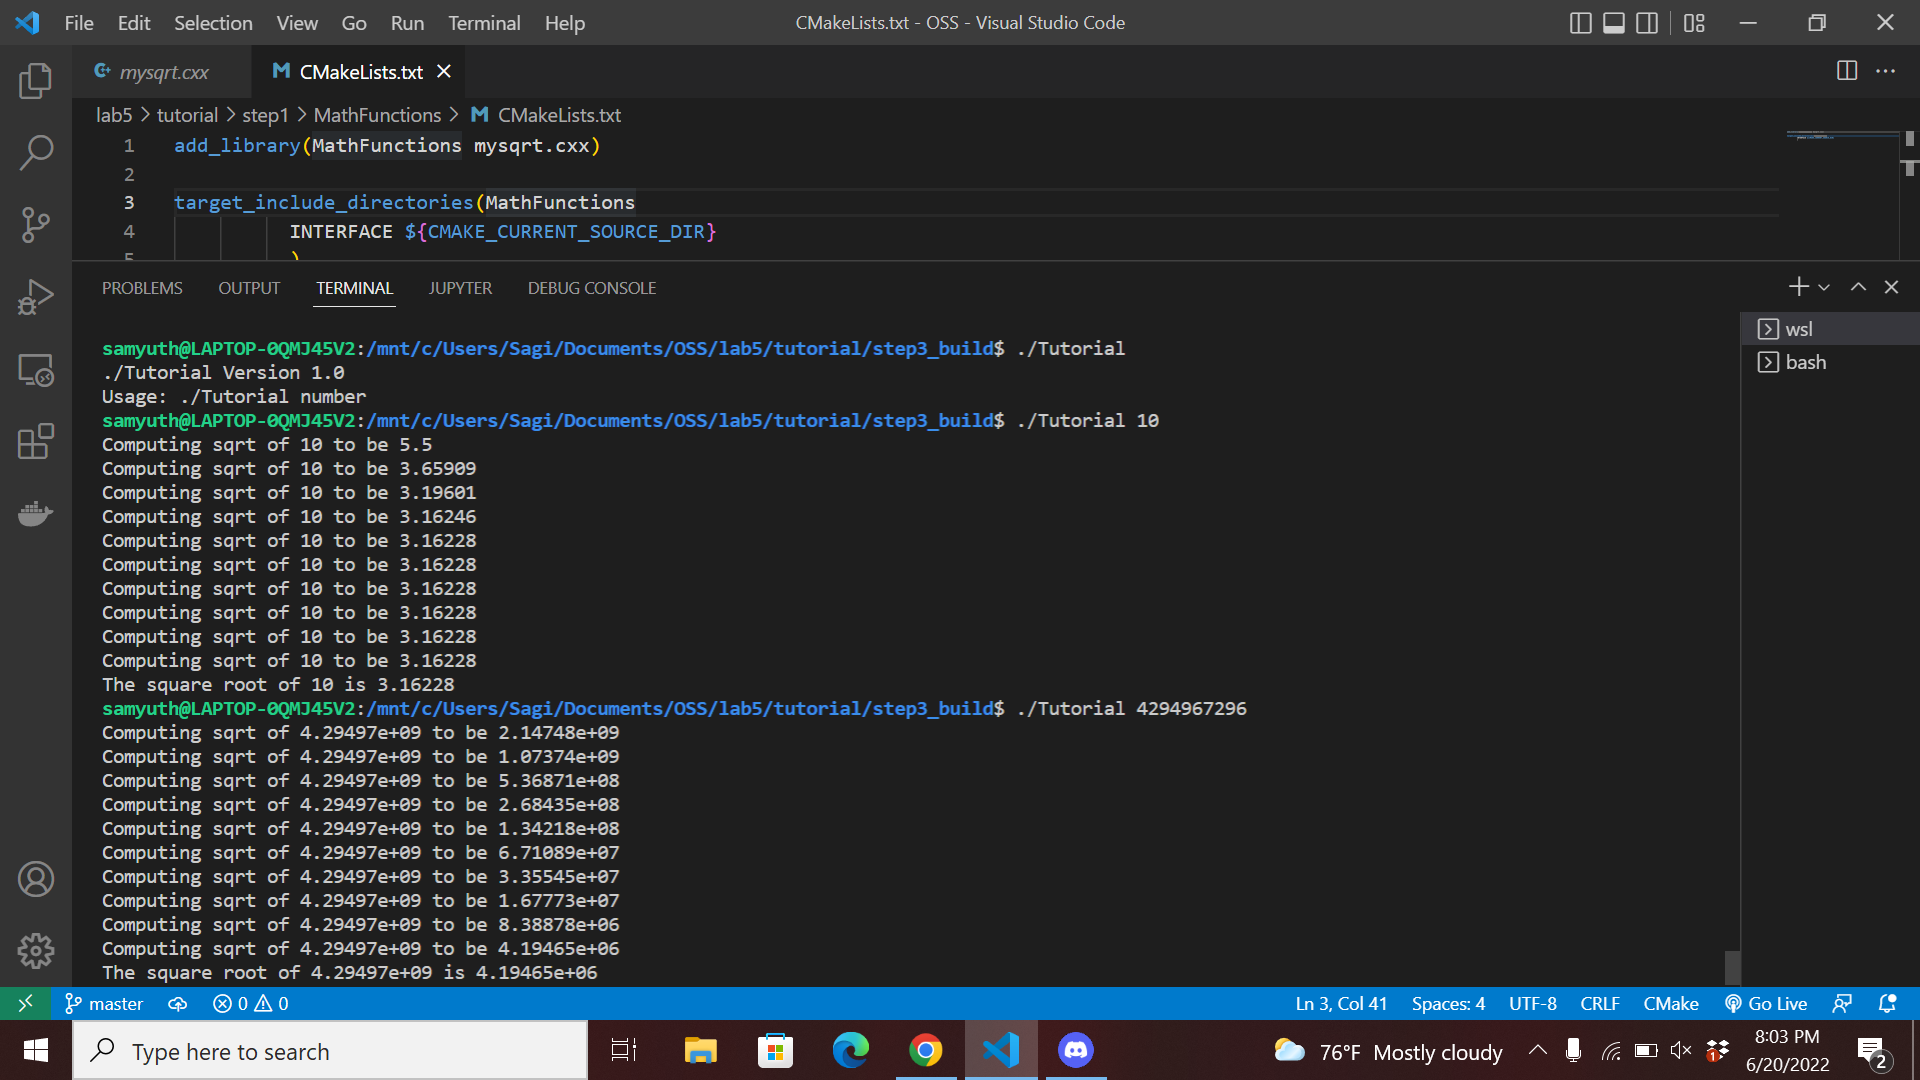 File Edit Selection View Go Run Terminal Help
CMakeLists.txt - OSS - Visual Studio Code
mysqrt.cxx
CMakeLists.txt
lab5 > tutorial > step1 > MathFunctions > CMakeLists.txt
1 add_library(MathFunctions mysqrt.cxx)
2
3 target_include_directories(MathFunctions
4 INTERFACE ${CMAKE_CURRENT_SOURCE_DIR}
5 )
PROBLEMS OUTPUT TERMINAL JUPYTER DEBUG CONSOLE
wsl
bash
samyuth@LAPTOP-0QMJ45V2:/mnt/c/Users/Sagi/Documents/OSS/lab5/tutorial/step3_build$ ./Tutorial
./Tutorial Version 1.0
Usage: ./Tutorial number
samyuth@LAPTOP-0QMJ45V2:/mnt/c/Users/Sagi/Documents/OSS/lab5/tutorial/step3_build$ ./Tutorial 10
Computing sqrt of 10 to be 5.5
Computing sqrt of 10 to be 3.65909
Computing sqrt of 10 to be 3.19601
Computing sqrt of 10 to be 3.16246
Computing sqrt of 10 to be 3.16228
Computing sqrt of 10 to be 3.16228
Computing sqrt of 10 to be 3.16228
Computing sqrt of 10 to be 3.16228
Computing sqrt of 10 to be 3.16228
Computing sqrt of 10 to be 3.16228
The square root of 10 is 3.16228
samyuth@LAPTOP-0QMJ45V2:/mnt/c/Users/Sagi/Documents/OSS/lab5/tutorial/step3_build$ ./Tutorial 4294967296
Computing sqrt of 4.29497e+09 to be 2.14748e+09
Computing sqrt of 4.29497e+09 to be 1.07374e+09
Computing sqrt of 4.29497e+09 to be 5.36871e+08
Computing sqrt of 4.29497e+09 to be 2.68435e+08
Computing sqrt of 4.29497e+09 to be 1.34218e+08
Computing sqrt of 4.29497e+09 to be 6.71089e+07
Computing sqrt of 4.29497e+09 to be 3.35545e+07
Computing sqrt of 4.29497e+09 to be 1.67773e+07
Computing sqrt of 4.29497e+09 to be 8.38878e+06
Computing sqrt of 4.29497e+09 to be 4.19465e+06
The square root of 4.29497e+09 is 4.19465e+06
master 0 0 Ln 3, Col 41 Spaces: 4 UTF-8 CRLF CMake Go Live
Type here to search
76°F Mostly cloudy
1
8:03 PM
6/20/2022
2